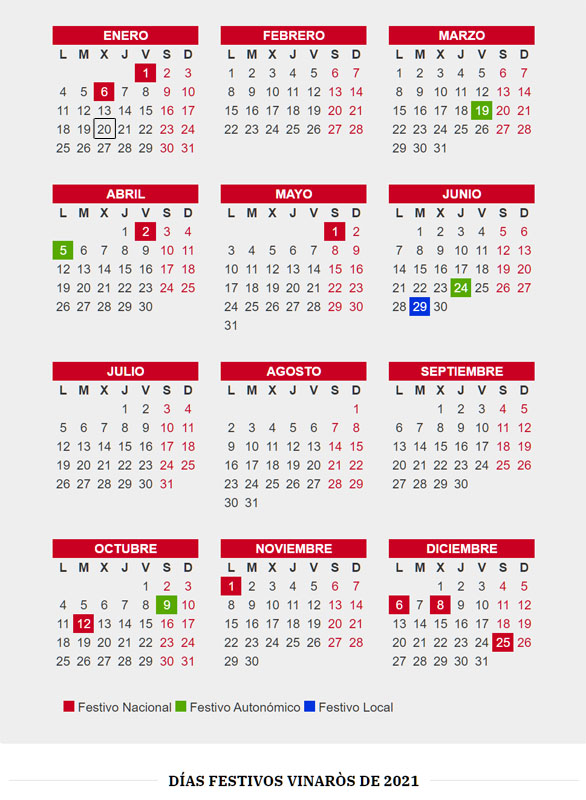 ENERO FEBRERO MARZO
L M X J V S D L M X J V S D L M X J V S D
1 2 3 1 2 3 4 5 6 7 1 2 3 4 5 6 7
4 5 6 7 8 9 10 8 9 10 11 12 13 14 8 9 10 11 12 13 14
11 12 13 14 15 16 17 15 16 17 18 19 20 21 15 16 17 18 19 20 21
18 19 20 21 22 23 24 22 23 24 25 26 27 28 22 23 24 25 26 27 28
25 26 27 28 29 30 31 29 30 31
ABRIL MAYO JUNIO
L M X J V S D L M X J V S D L M X J V S D
1 2 3 4 1 2 1 2 3 4 5 6
5 6 7 8 9 10 11 3 4 5 6 7 8 9 7 8 9 10 11 12 13
12 13 14 15 16 17 18 10 11 12 13 14 15 16 14 15 16 17 18 19 20
19 20 21 22 23 24 25 17 18 19 20 21 22 23 21 22 23 24 25 26 27
26 27 28 29 30 24 25 26 27 28 29 30 28 29 30
31
JULIO AGOSTO SEPTIEMBRE
L M X J V S D L M X J V S D L M X J V S D
1 2 3 4 1 1 2 3 4 5
5 6 7 8 9 10 11 2 3 4 5 6 7 8 6 7 8 9 10 11 12
12 13 14 15 16 17 18 9 10 11 12 13 14 15 13 14 15 16 17 18 19
19 20 21 22 23 24 25 16 17 18 19 20 21 22 20 21 22 23 24 25 26
26 27 28 29 30 31 23 24 25 26 27 28 29 27 28 29 30
30 31
OCTUBRE NOVIEMBRE DICIEMBRE
L M X J V S D L M X J V S D L M X J V S D
1 2 3 1 2 3 4 5 6 7 1 2 3 4 5
4 5 6 7 8 9 10 8 9 10 11 12 13 14 6 7 8 9 10 11 12
11 12 13 14 15 16 17 15 16 17 18 19 20 21 13 14 15 16 17 18 19
18 19 20 21 22 23 24 22 23 24 25 26 27 28 20 21 22 23 24 25 26
25 26 27 28 29 30 31 29 30 27 28 29 30 31
Festivo Nacional Festivo Autonómico Festivo Local
DÍAS FESTIVOS VINARÒS DE 2021